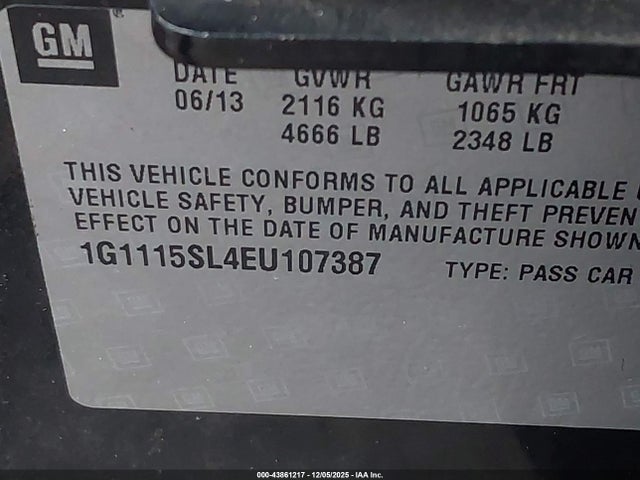 GM®
DATE GVWR GAWR FRT
06/13 2116 KG 1065 KG
4666 LB 2348 LB
THIS VEHICLE CONFORMS TO ALL APPLICABLE
VEHICLE SAFETY, BUMPER, AND THEFT PREVEN
EFFECT ON THE DATE OF MANUFACTURE SHOWN
1G1115SL4EU107387 TYPE: PASS CAR
000-43861217 - 12/05/2025 - IAA Inc.